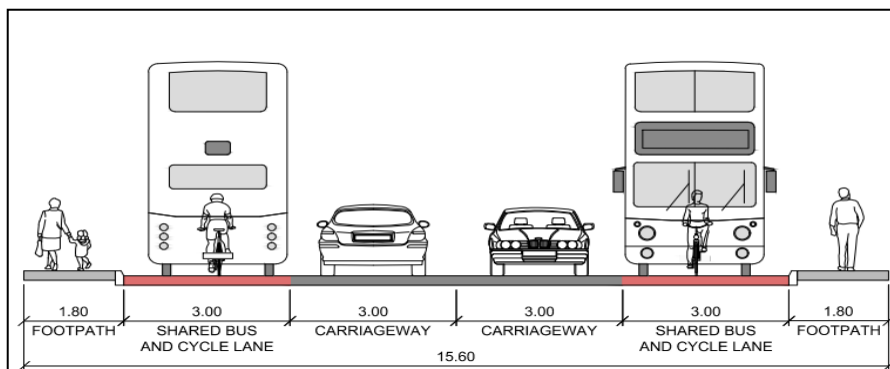 1.80 3.00 3.00 3.00 3.00 1.80
FOOTPATH SHARED BUS CARRIAGEWAY CARRIAGEWAY SHARED BUS FOOTPATH
AND CYCLE LANE AND CYCLE LANE
15.60